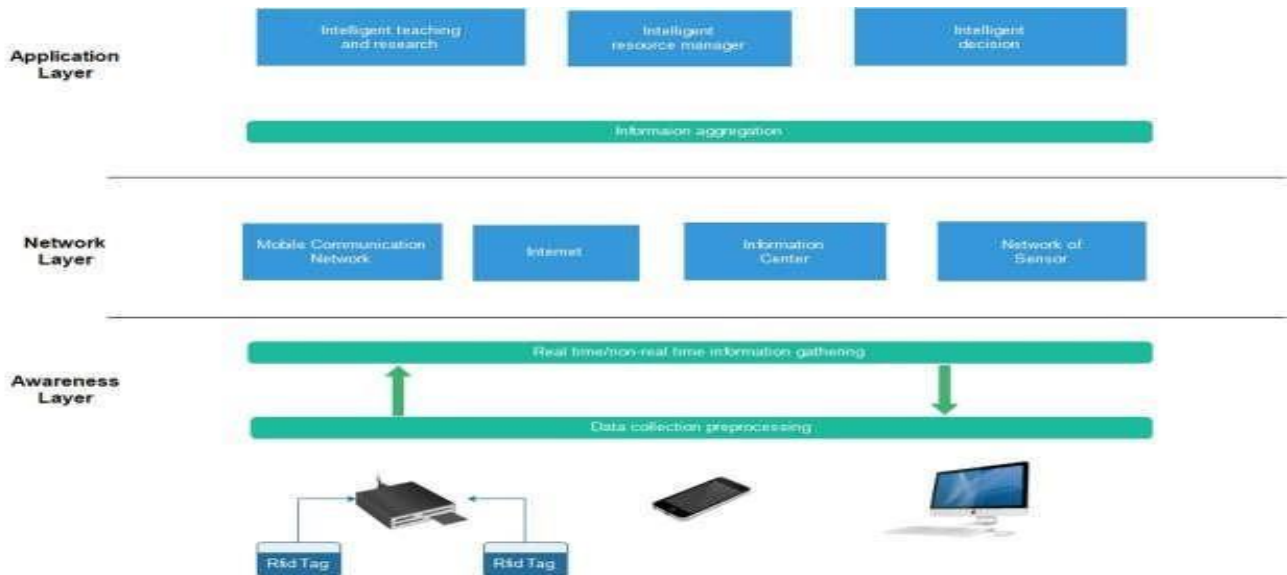 Intelligent teaching
and research
Intelligent
resource manager
Intelligent
decision
Application
Layer
Informaion aggregation
Network
Layer
Mobile Communication
Network
Internet
Information
Center
Network of
Sensor
Real time/non-real time information gathering
Awareness
Layer
Data collection preprocessing
Rfid Tag
Rfid Tag